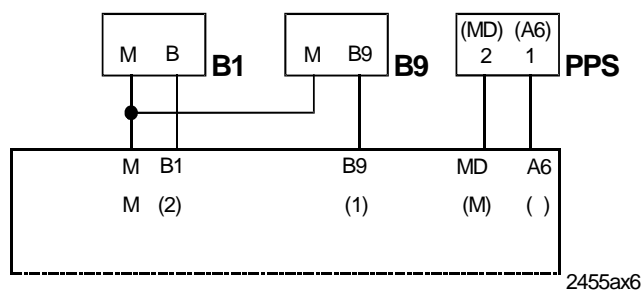 (MD) (A6)
M B M B9 2 1
B1 B9 PPS
M B1 B9 MD A6
M (2) (1) (M) ( )
2455ax6